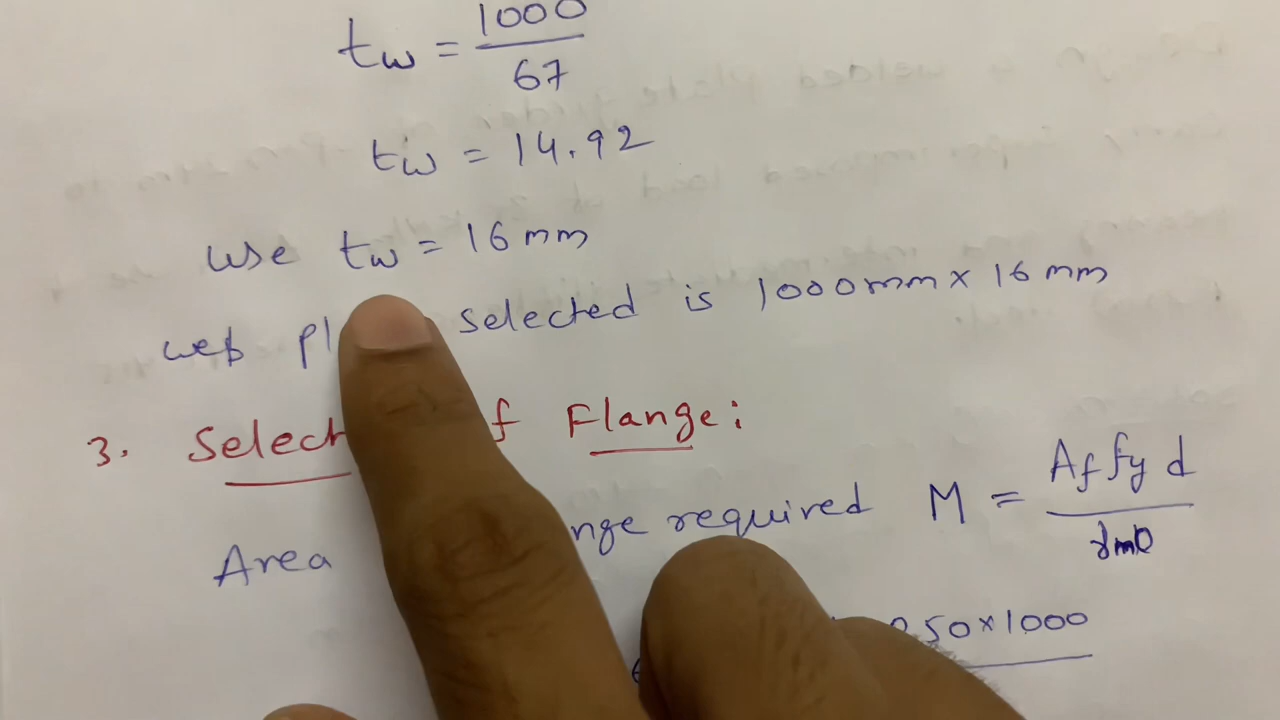 tw = 1000 / 67
tw = 14.92
use tw = 16 mm
web pl selected is 1000mm x 16 mm
3. Select f Flange:
Area nge required M = Af fy d / γm0
50x1000